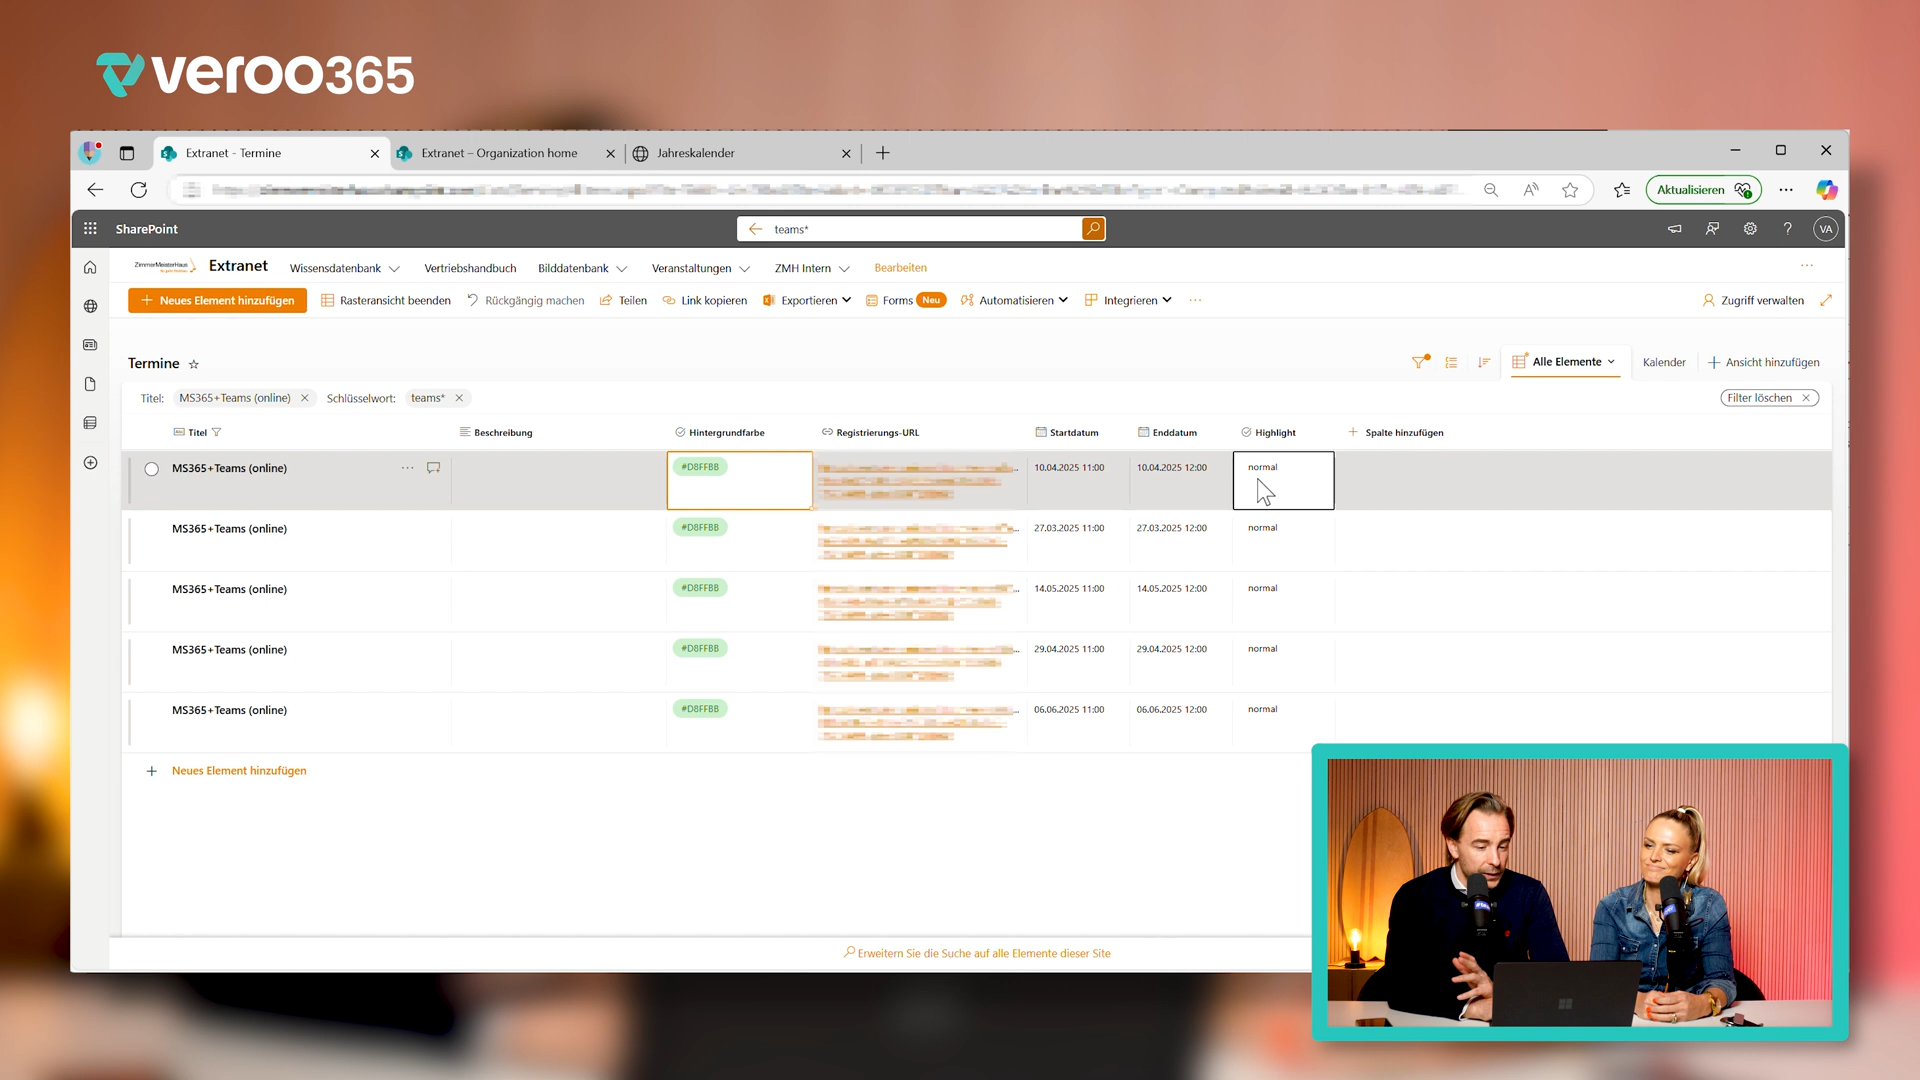 veroo365
Extranet - Termine
Extranet – Organization home
Jahreskalender
Aktualisieren
SharePoint
teams*
VA
ZimmerMeisterHaus
Extranet
Wissensdatenbank
Vertriebshandbuch
Bilddatenbank
Veranstaltungen
ZMH Intern
Bearbeiten
Neues Element hinzufügen
Rasteransicht beenden
Rückgängig machen
Teilen
Link kopieren
Exportieren
Forms Neu
Automatisieren
Integrieren
Zugriff verwalten
Termine
Alle Elemente
Kalender
Ansicht hinzufügen
Titel: MS365+Teams (online) Schlüsselwort: teams*
Filter löschen
Titel Beschreibung Hintergrundfarbe Registrierungs-URL Startdatum Enddatum Highlight Spalte hinzufügen
MS365+Teams (online) #D8FFBB 10.04.2025 11:00 10.04.2025 12:00 normal
MS365+Teams (online) #D8FFBB 27.03.2025 11:00 27.03.2025 12:00 normal
MS365+Teams (online) #D8FFBB 14.05.2025 11:00 14.05.2025 12:00 normal
MS365+Teams (online) #D8FFBB 29.04.2025 11:00 29.04.2025 12:00 normal
MS365+Teams (online) #D8FFBB 06.06.2025 11:00 06.06.2025 12:00 normal
Neues Element hinzufügen
Erweitern Sie die Suche auf alle Elemente dieser Site